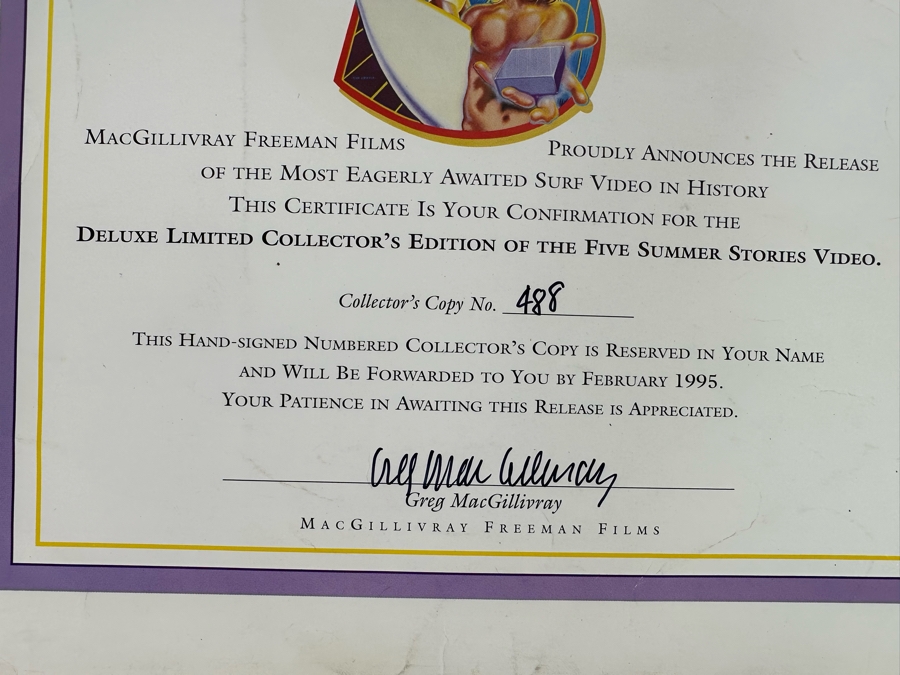 MacGillivray Freeman Films Proudly Announces the Release
of the Most Eagerly Awaited Surf Video in History
This Certificate Is Your Confirmation for the
Deluxe Limited Collector's Edition of the Five Summer Stories Video.
Collector's Copy No. 488
This Hand-signed Numbered Collector's Copy is Reserved in Your Name
and Will Be Forwarded to You by February 1995.
Your Patience in Awaiting this Release is Appreciated.
Greg MacGillivray
Greg MacGillivray
MacGillivray Freeman Films